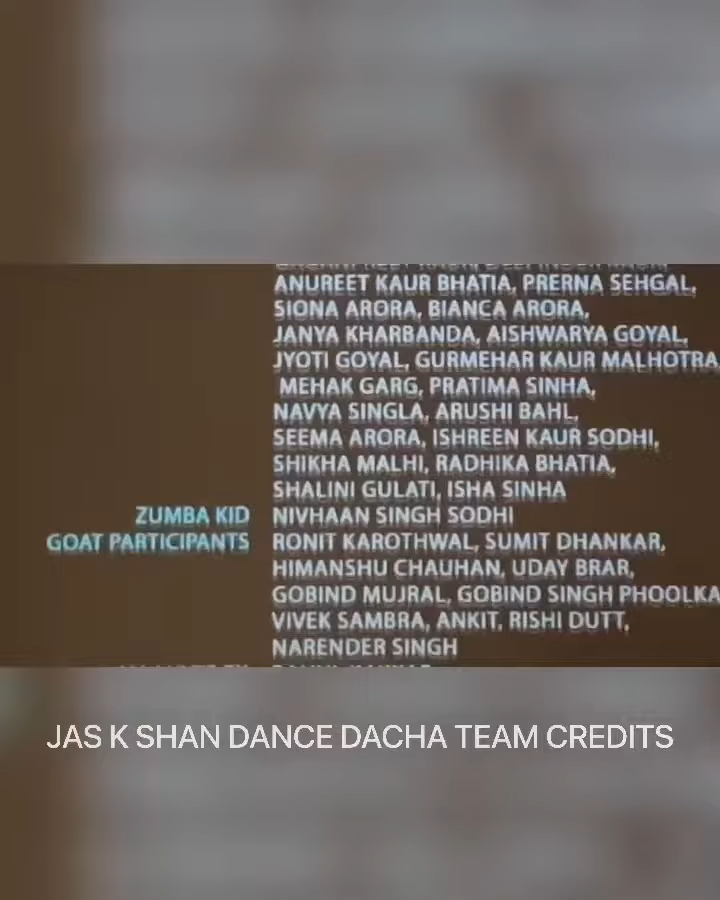 ANUREET KAUR BHATIA, PRERNA SEHGAL,
SIONA ARORA, BIANCA ARORA,
JANYA KHARBANDA, AISHWARYA GOYAL,
JYOTI GOYAL, GURMEHAR KAUR MALHOTRA,
MEHAK GARG, PRATIMA SINHA,
NAVYA SINGLA, ARUSHI BAHL,
SEEMA ARORA, ISHREEN KAUR SODHI,
SHIKHA MALHI, RADHIKA BHATIA,
SHALINI GULATI, ISHA SINHA
ZUMBA KID NIVHAAN SINGH SODHI
GOAT PARTICIPANTS RONIT KAROTHWAL, SUMIT DHANKAR,
HIMANSHU CHAUHAN, UDAY BRAR,
GOBIND MUJRAL, GOBIND SINGH PHOOLKA
VIVEK SAMBRA, ANKIT, RISHI DUTT,
NARENDER SINGH
JAS K SHAN DANCE DACHA TEAM CREDITS